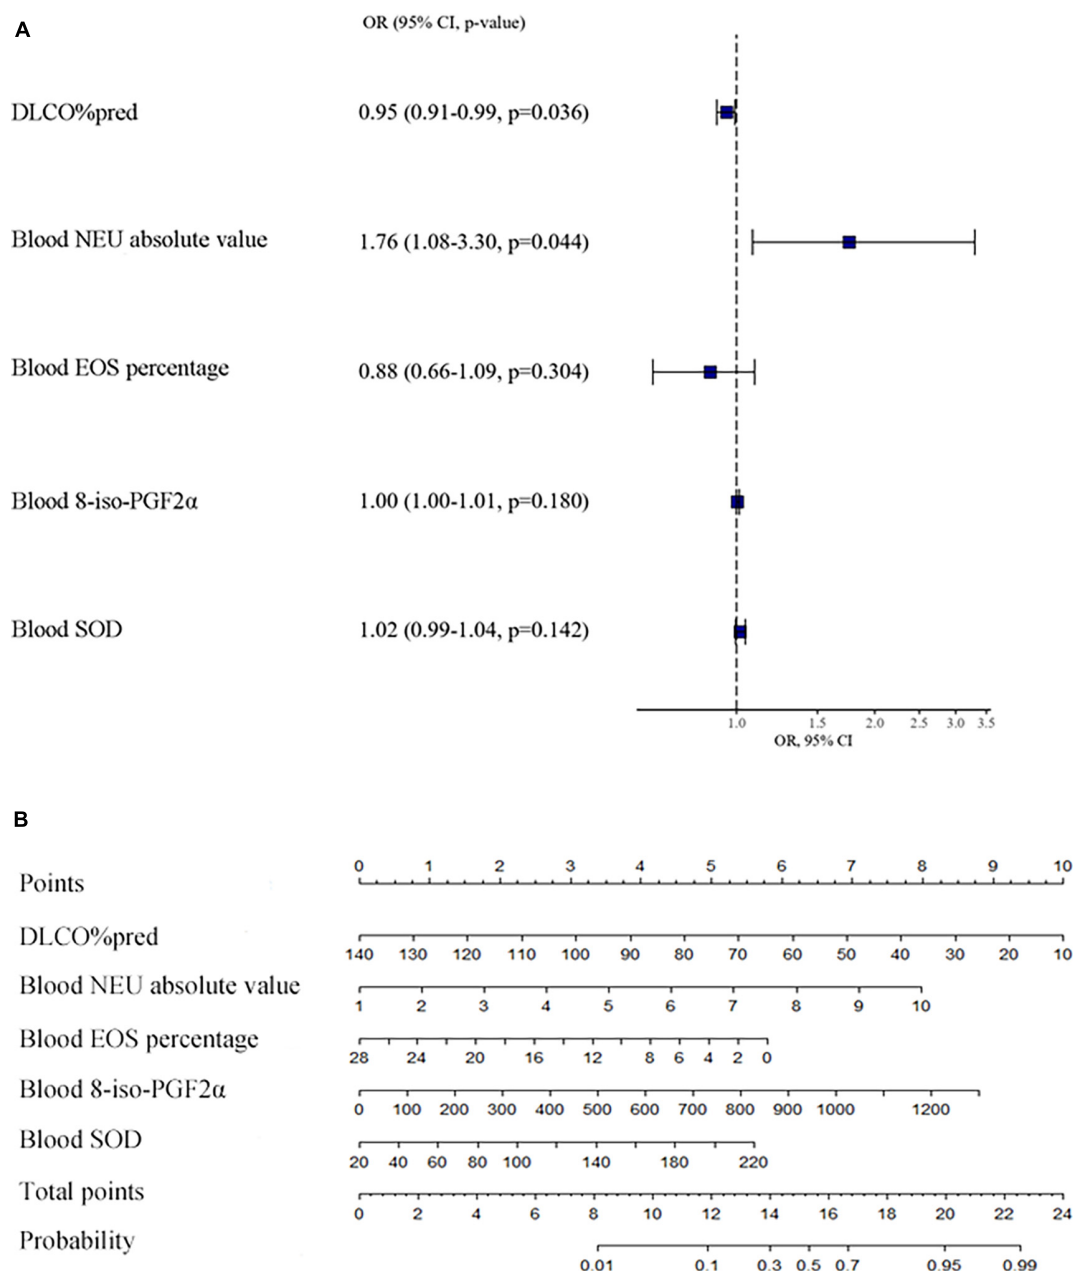 A
OR (95% CI, p-value)
DLCO%pred 0.95 (0.91-0.99, p=0.036)
Blood NEU absolute value 1.76 (1.08-3.30, p=0.044)
Blood EOS percentage 0.88 (0.66-1.09, p=0.304)
Blood 8-iso-PGF2α 1.00 (1.00-1.01, p=0.180)
Blood SOD 1.02 (0.99-1.04, p=0.142)
1.0 1.5 2.0 2.5 3.0 3.5
OR, 95% CI
B
Points 0 1 2 3 4 5 6 7 8 9 10
DLCO%pred 140 130 120 110 100 90 80 70 60 50 40 30 20 10
Blood NEU absolute value 1 2 3 4 5 6 7 8 9 10
Blood EOS percentage 28 24 20 16 12 8 6 4 2 0
Blood 8-iso-PGF2α 0 100 200 300 400 500 600 700 800 900 1000 1200
Blood SOD 20 40 60 80 100 140 180 220
Total points 0 2 4 6 8 10 12 14 16 18 20 22 24
Probability 0.01 0.1 0.3 0.5 0.7 0.95 0.99